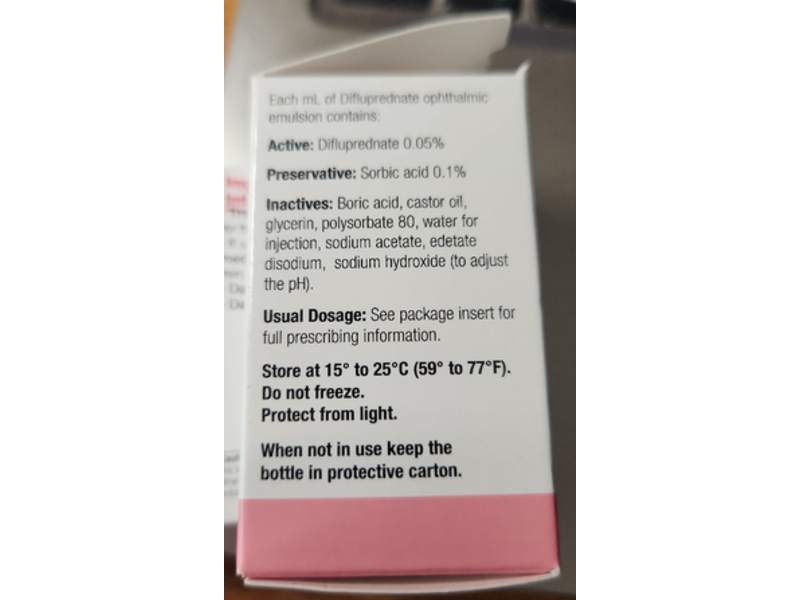 Each mL of Difluprednate ophthalmic
emulsion contains:
Active: Difluprednate 0.05%
Preservative: Sorbic acid 0.1%
Inactives: Boric acid, castor oil,
glycerin, polysorbate 80, water for
injection, sodium acetate, edetate
disodium, sodium hydroxide (to adjust
the pH).
Usual Dosage: See package insert for
full prescribing information.
Store at 15° to 25°C (59° to 77°F).
Do not freeze.
Protect from light.
When not in use keep the
bottle in protective carton.